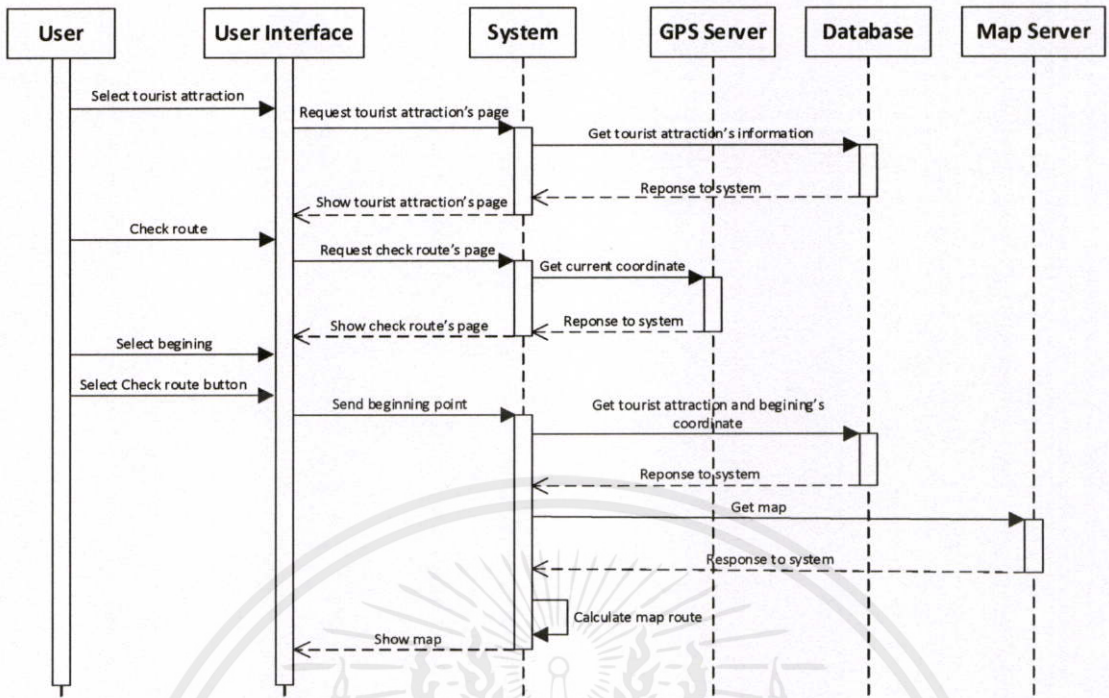 User
User Interface
System
GPS Server
Database
Map Server
Select tourist attraction
Request tourist attraction's page
Get tourist attraction's information
Reponse to system
Show tourist attraction's page
Check route
Request check route's page
Get current coordinate
Reponse to system
Show check route's page
Select begining
Select Check route button
Send beginning point
Get tourist attraction and begining's
coordinate
Reponse to system
Get map
Response to system
Calculate map route
Show map